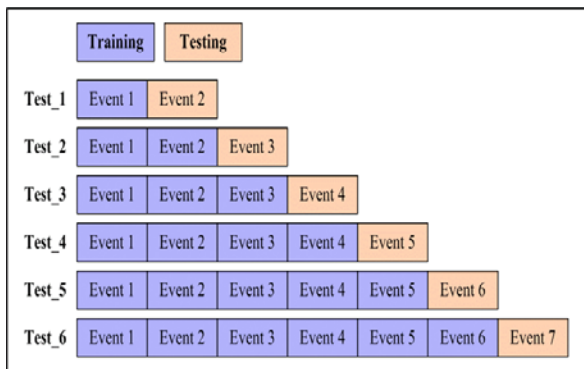 Training Testing
Test_1 Event 1 Event 2
Test_2 Event 1 Event 2 Event 3
Test_3 Event 1 Event 2 Event 3 Event 4
Test_4 Event 1 Event 2 Event 3 Event 4 Event 5
Test_5 Event 1 Event 2 Event 3 Event 4 Event 5 Event 6
Test_6 Event 1 Event 2 Event 3 Event 4 Event 5 Event 6 Event 7